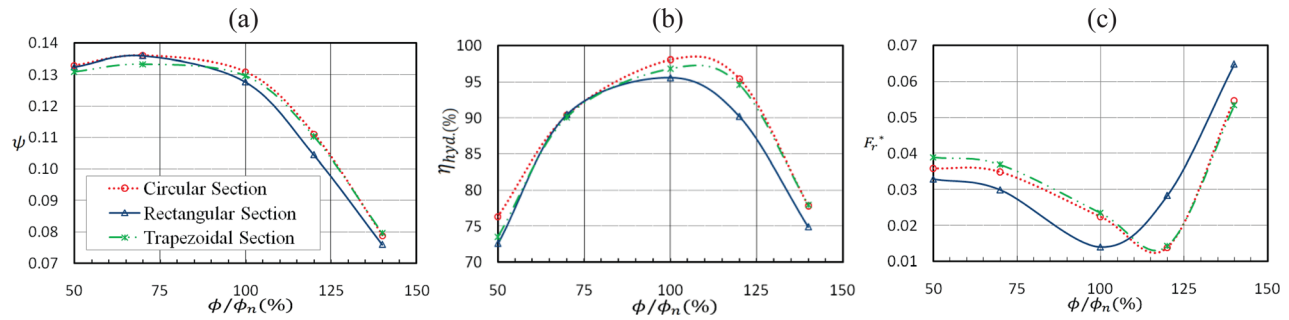 (a)
0.14
0.13
0.12
0.11
0.10
0.09
0.08
0.07
ψ
Circular Section
Rectangular Section
Trapezoidal Section
50 75 100 125 150
ϕ/ϕn(%)
(b)
100
95
90
85
80
75
70
ηhyd.(%)
50 75 100 125 150
ϕ/ϕn(%)
(c)
0.07
0.06
0.05
0.04
0.03
0.02
0.01
Fr*
50 75 100 125 150
ϕ/ϕn(%)